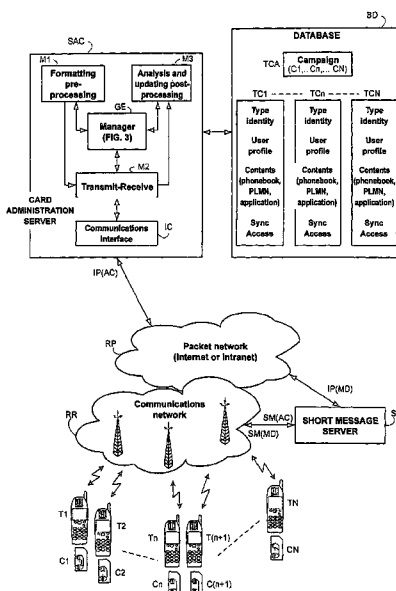 BD
SAC
DATABASE
M1
M3
TCA
Campaign
(C1,... Cn,... CN)
Formatting
pre-
processing
Analysis and
updating post-
processing
GE
TC1
TCn
TCN
Manager
(FIG. 3)
Type
identity
User
profile
Contents
(phonebook,
PLMN,
application)
Sync
Access
Type
identity
User
profile
Contents
(phonebook,
PLMN,
application)
Sync
Access
Type
identity
User
profile
Contents
(phonebook,
PLMN,
application)
Sync
Access
M2
Transmit-Receive
CARD
ADMINISTRATION
SERVER
Communications
interface
IC
IP(AC)
RP
Packet network
(Internet or Intranet)
IP(MD)
RR
Communications
network
SM(AC)
SM(MD)
SHORT MESSAGE
SERVER
T1
T2
Tn
T(n+1)
TN
C1
C2
Cn
C(n+1)
CN